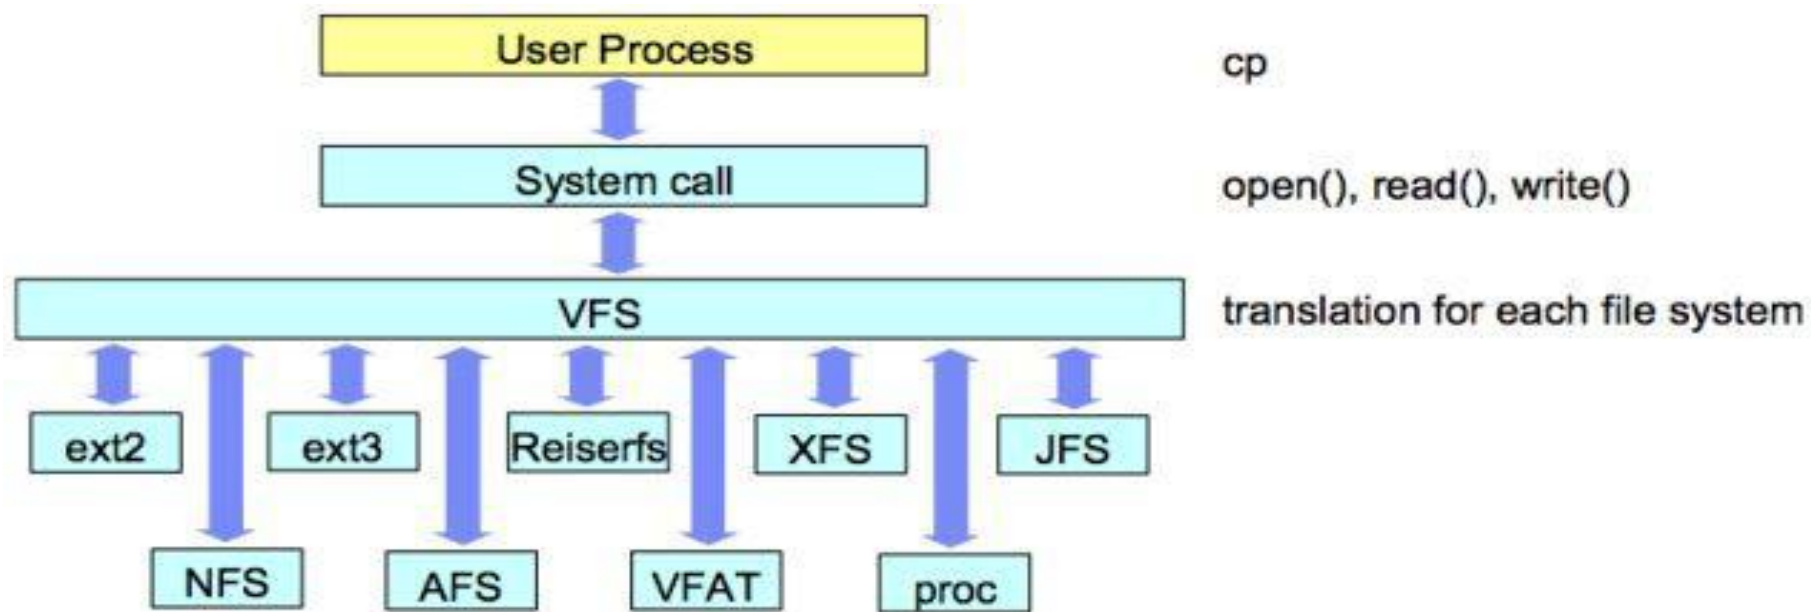 User Process
cp
System call
open(), read(), write()
VFS
translation for each file system
ext2
ext3
Reiserfs
XFS
JFS
NFS
AFS
VFAT
proc